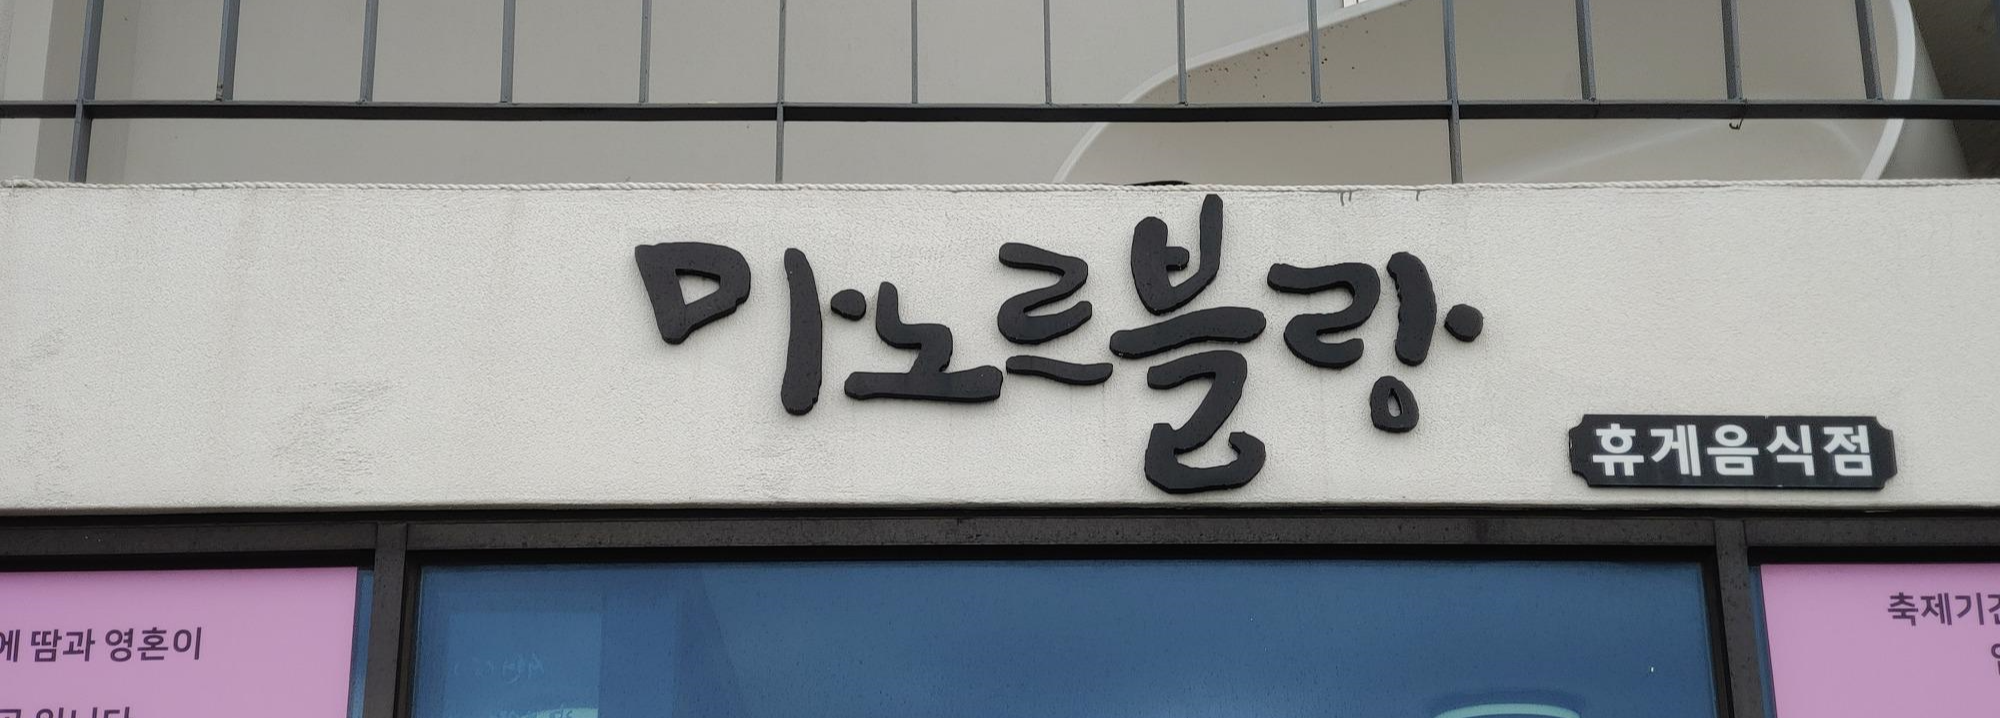 마노르블랑
휴게음식점
에 땀과 영혼이
축제기간